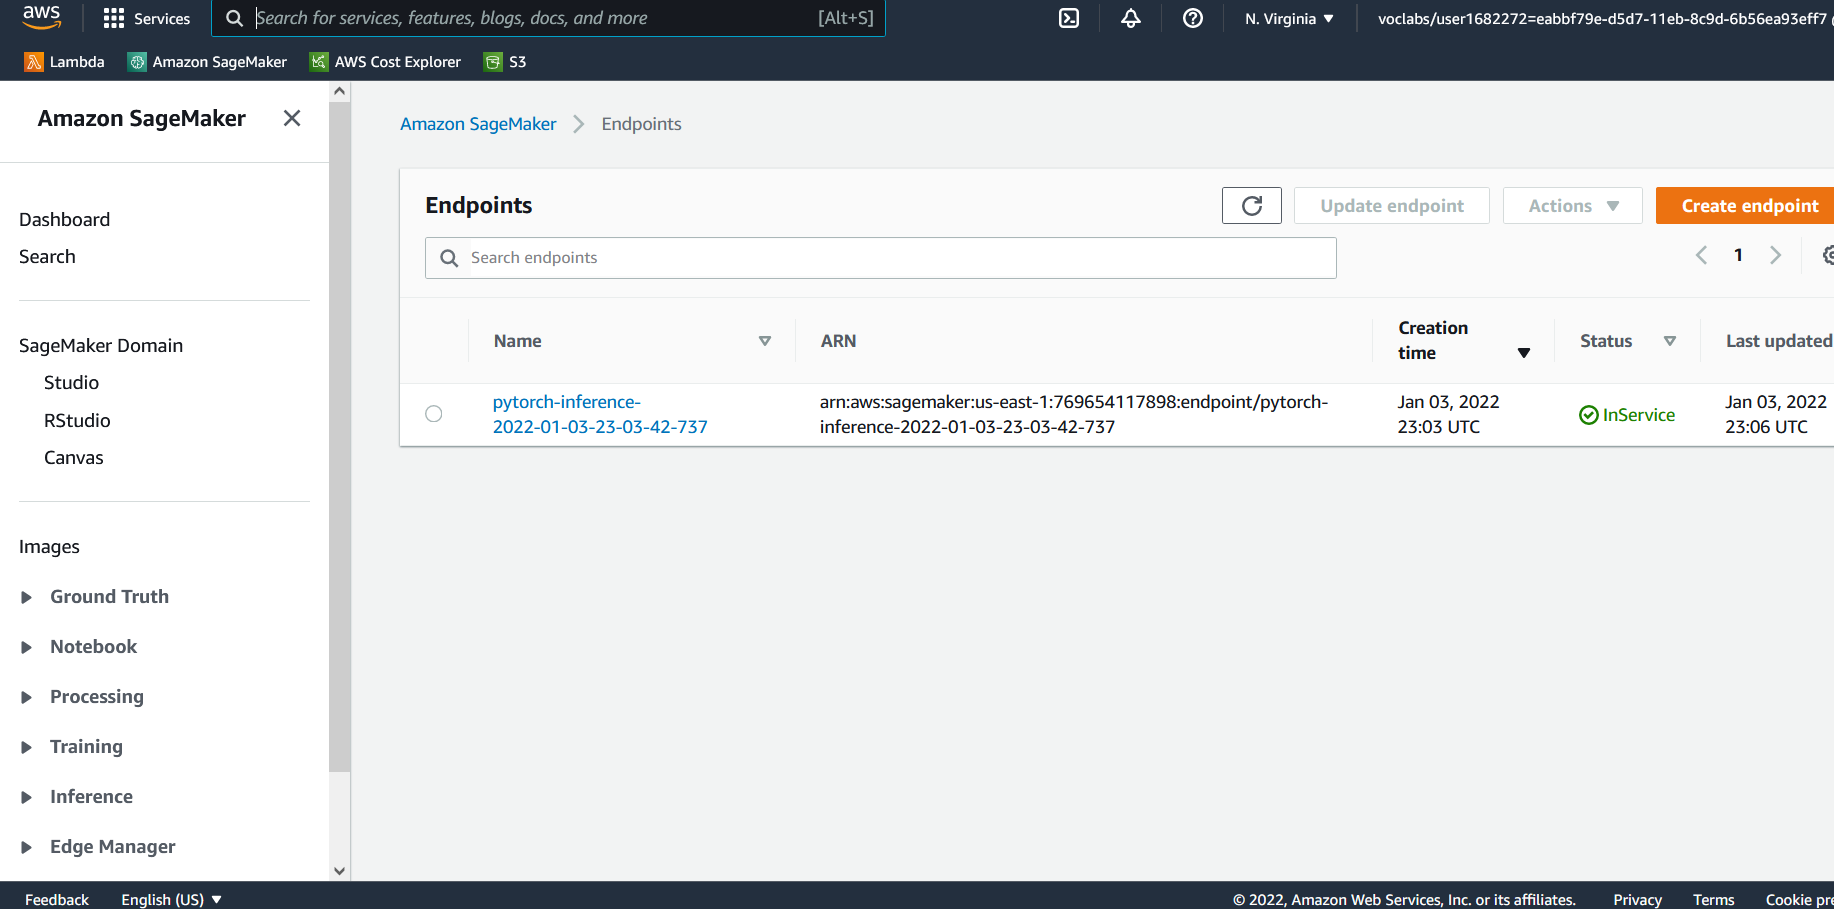 aws
Services
Search for services, features, blogs, docs, and more
[Alt+S]
N. Virginia
voclabs/user1682272=eabbf79e-d5d7-11eb-8c9d-6b56ea93eff7
Lambda
Amazon SageMaker
AWS Cost Explorer
S3
Amazon SageMaker
Dashboard
Search
SageMaker Domain
Studio
RStudio
Canvas
Images
Ground Truth
Notebook
Processing
Training
Inference
Edge Manager
Amazon SageMaker
Endpoints
Endpoints
Update endpoint
Actions
Create endpoint
Search endpoints
1
Name
ARN
Creation
time
Status
Last updated
pytorch-inference-
2022-01-03-23-03-42-737
arn:aws:sagemaker:us-east-1:769654117898:endpoint/pytorch-
inference-2022-01-03-23-03-42-737
Jan 03, 2022
23:03 UTC
InService
Jan 03, 2022
23:06 UTC
Feedback
English (US)
© 2022, Amazon Web Services, Inc. or its affiliates.
Privacy
Terms
Cookie